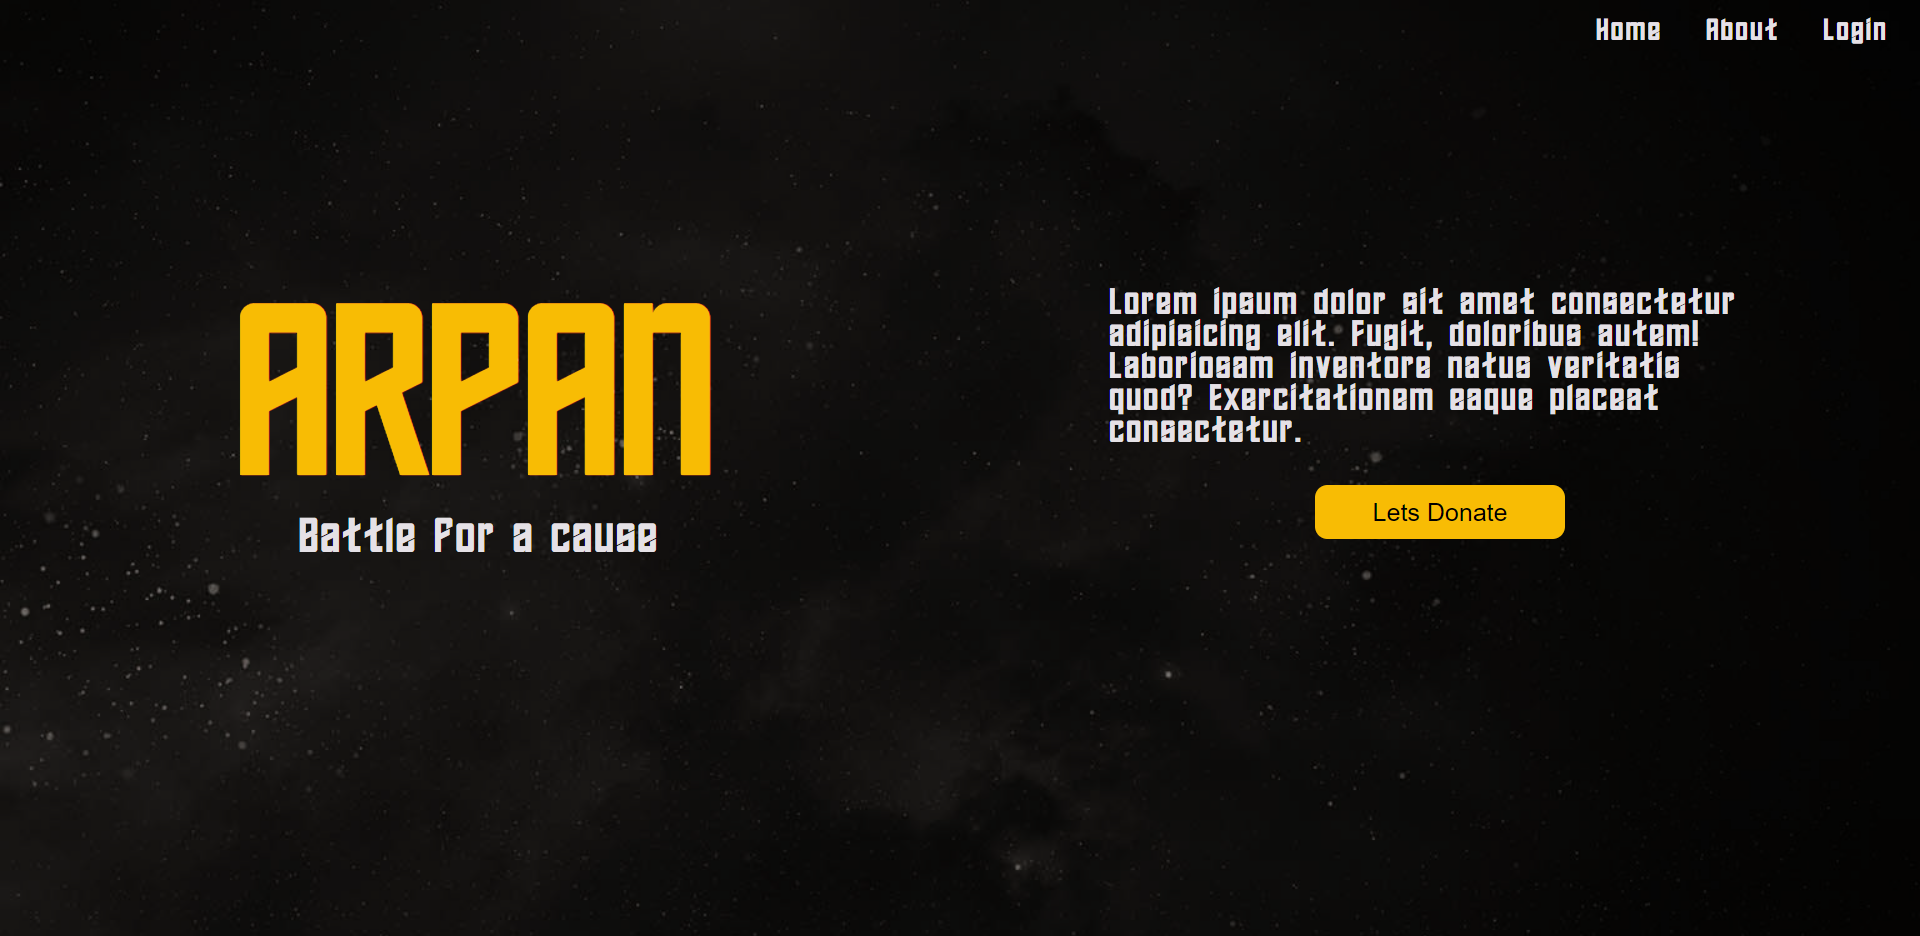 Home About Login
ARPAN
Battle For a cause
Lorem ipsum dolor sit amet consectetur
adipisicing elit. Fugit, doloribus autem!
Laboriosam inventore natus veritatis
quod? Exercitationem eaque placeat
consectetur.
Lets Donate